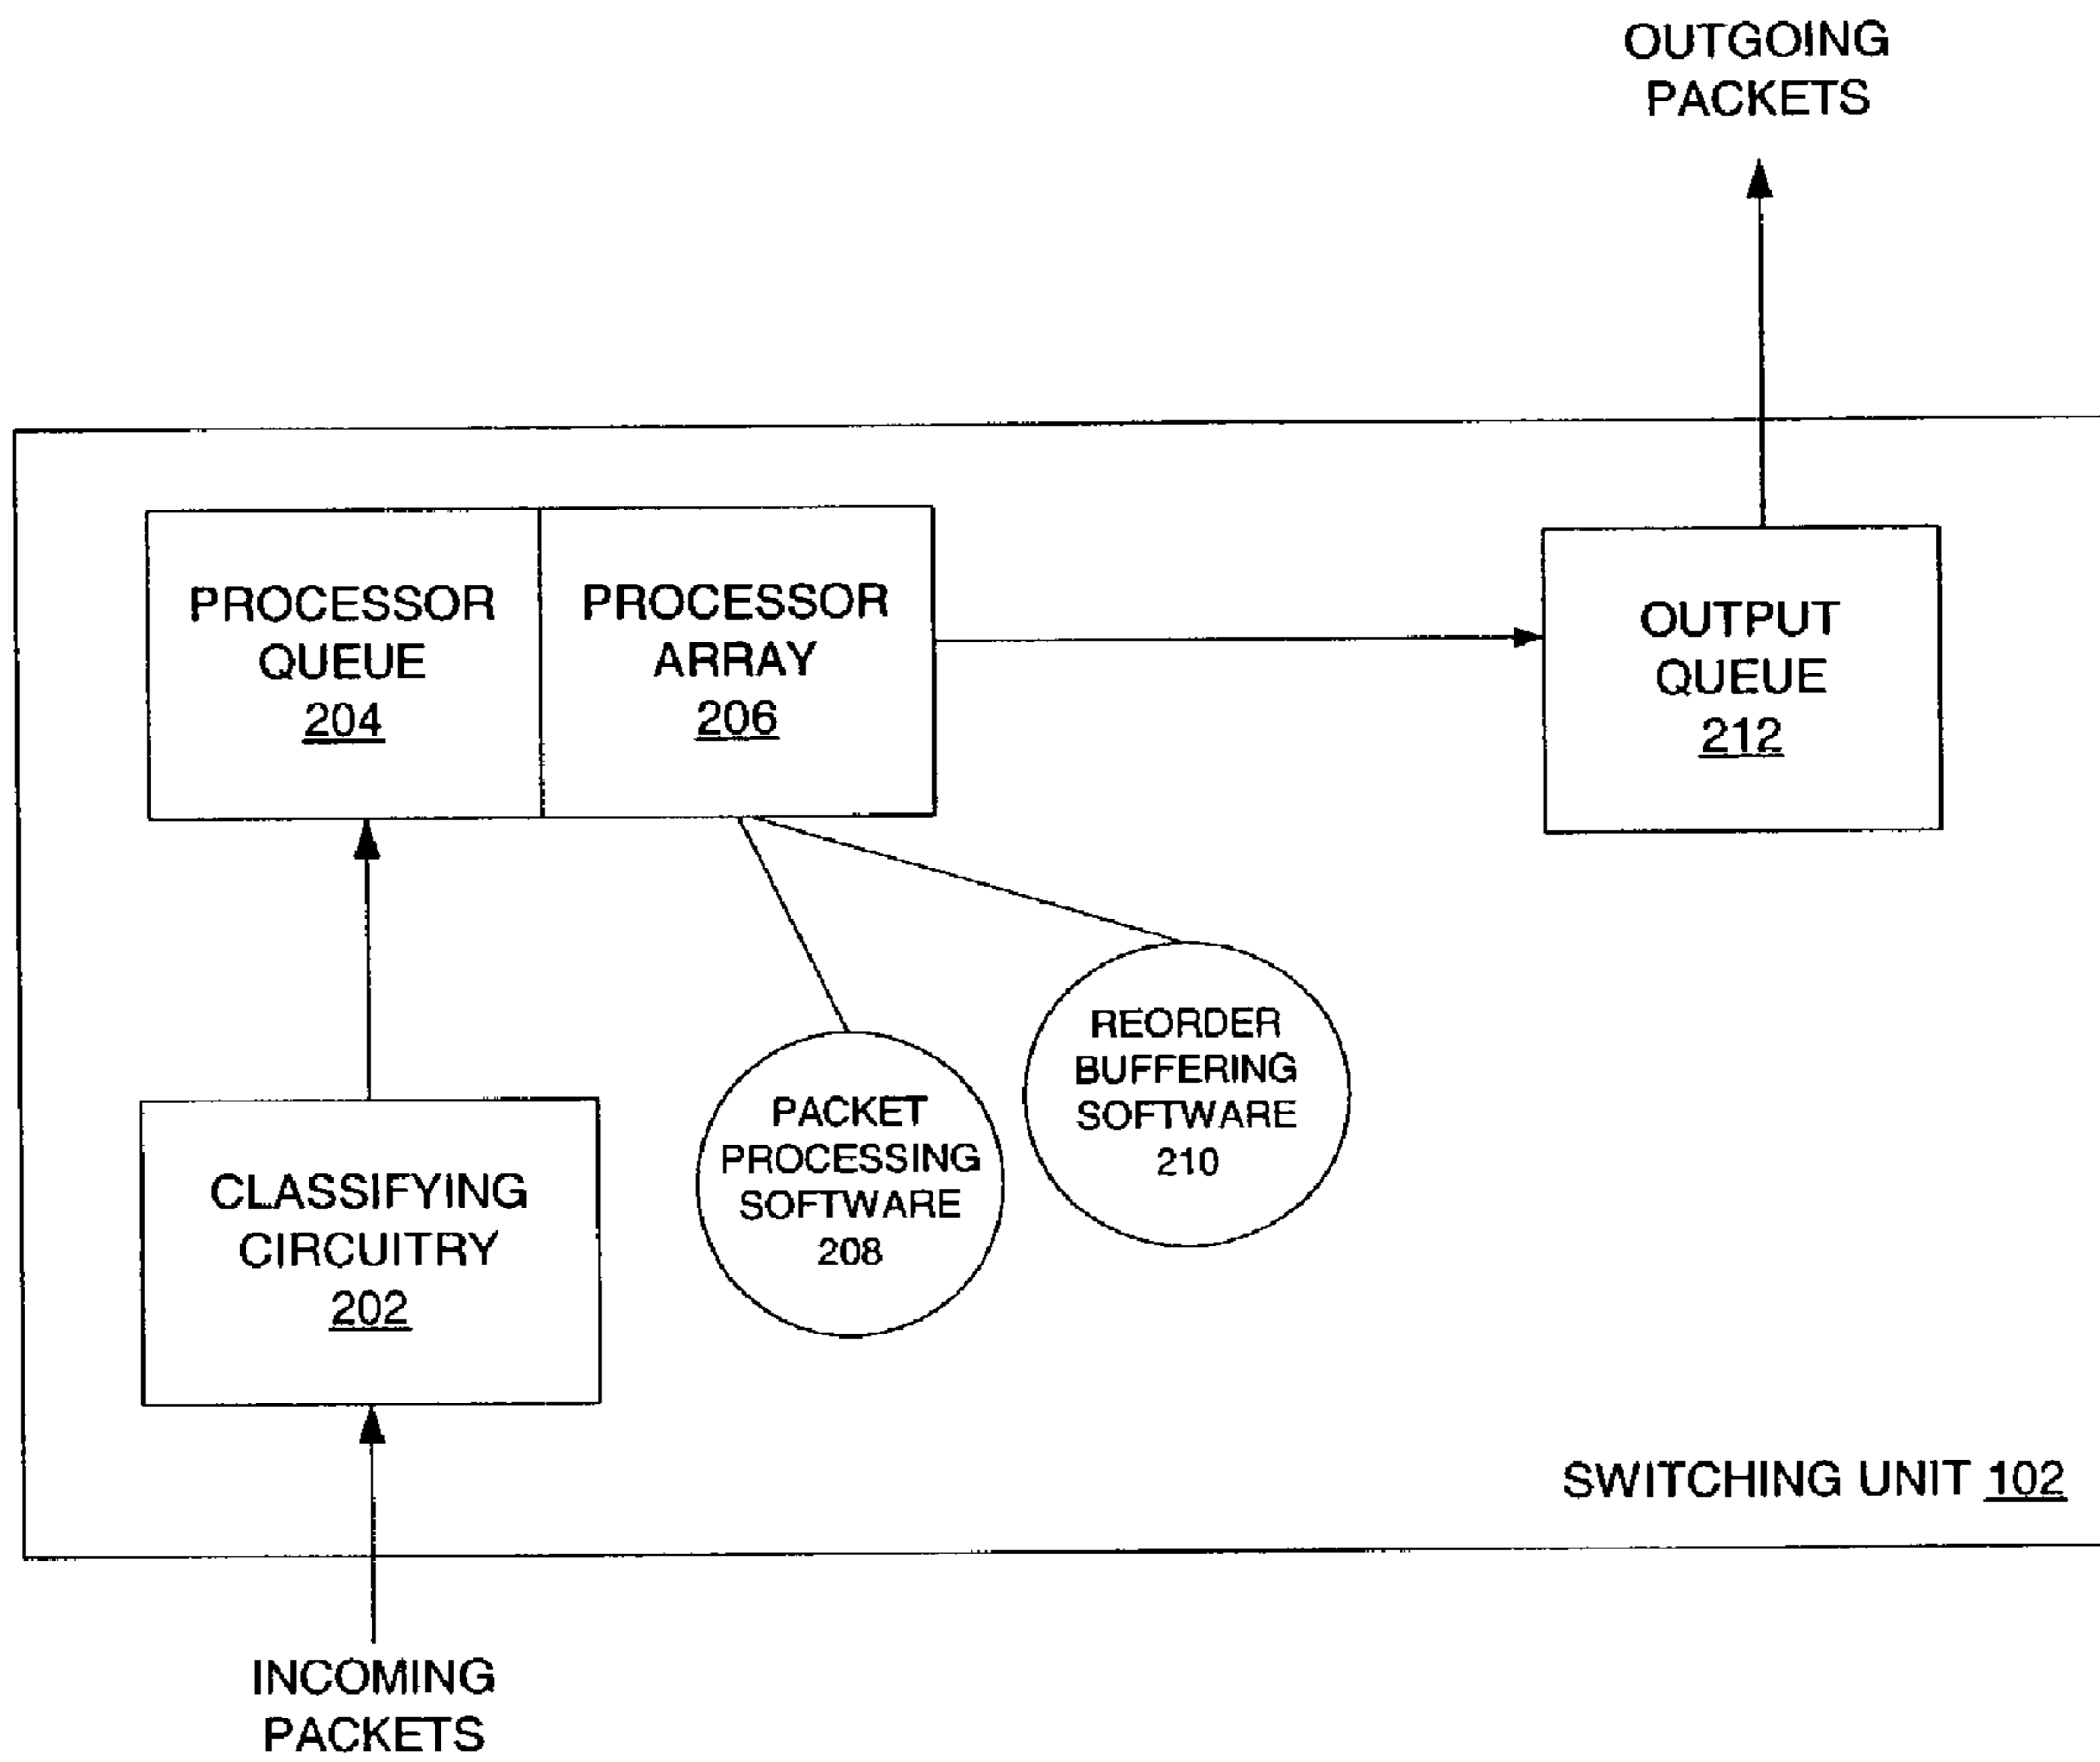 OUTGOING
PACKETS
PROCESSOR
QUEUE
204
PROCESSOR
ARRAY
206
OUTPUT
QUEUE
212
REORDER
BUFFERING
SOFTWARE
210
PACKET
PROCESSING
SOFTWARE
208
CLASSIFYING
CIRCUITRY
202
SWITCHING UNIT 102
INCOMING
PACKETS